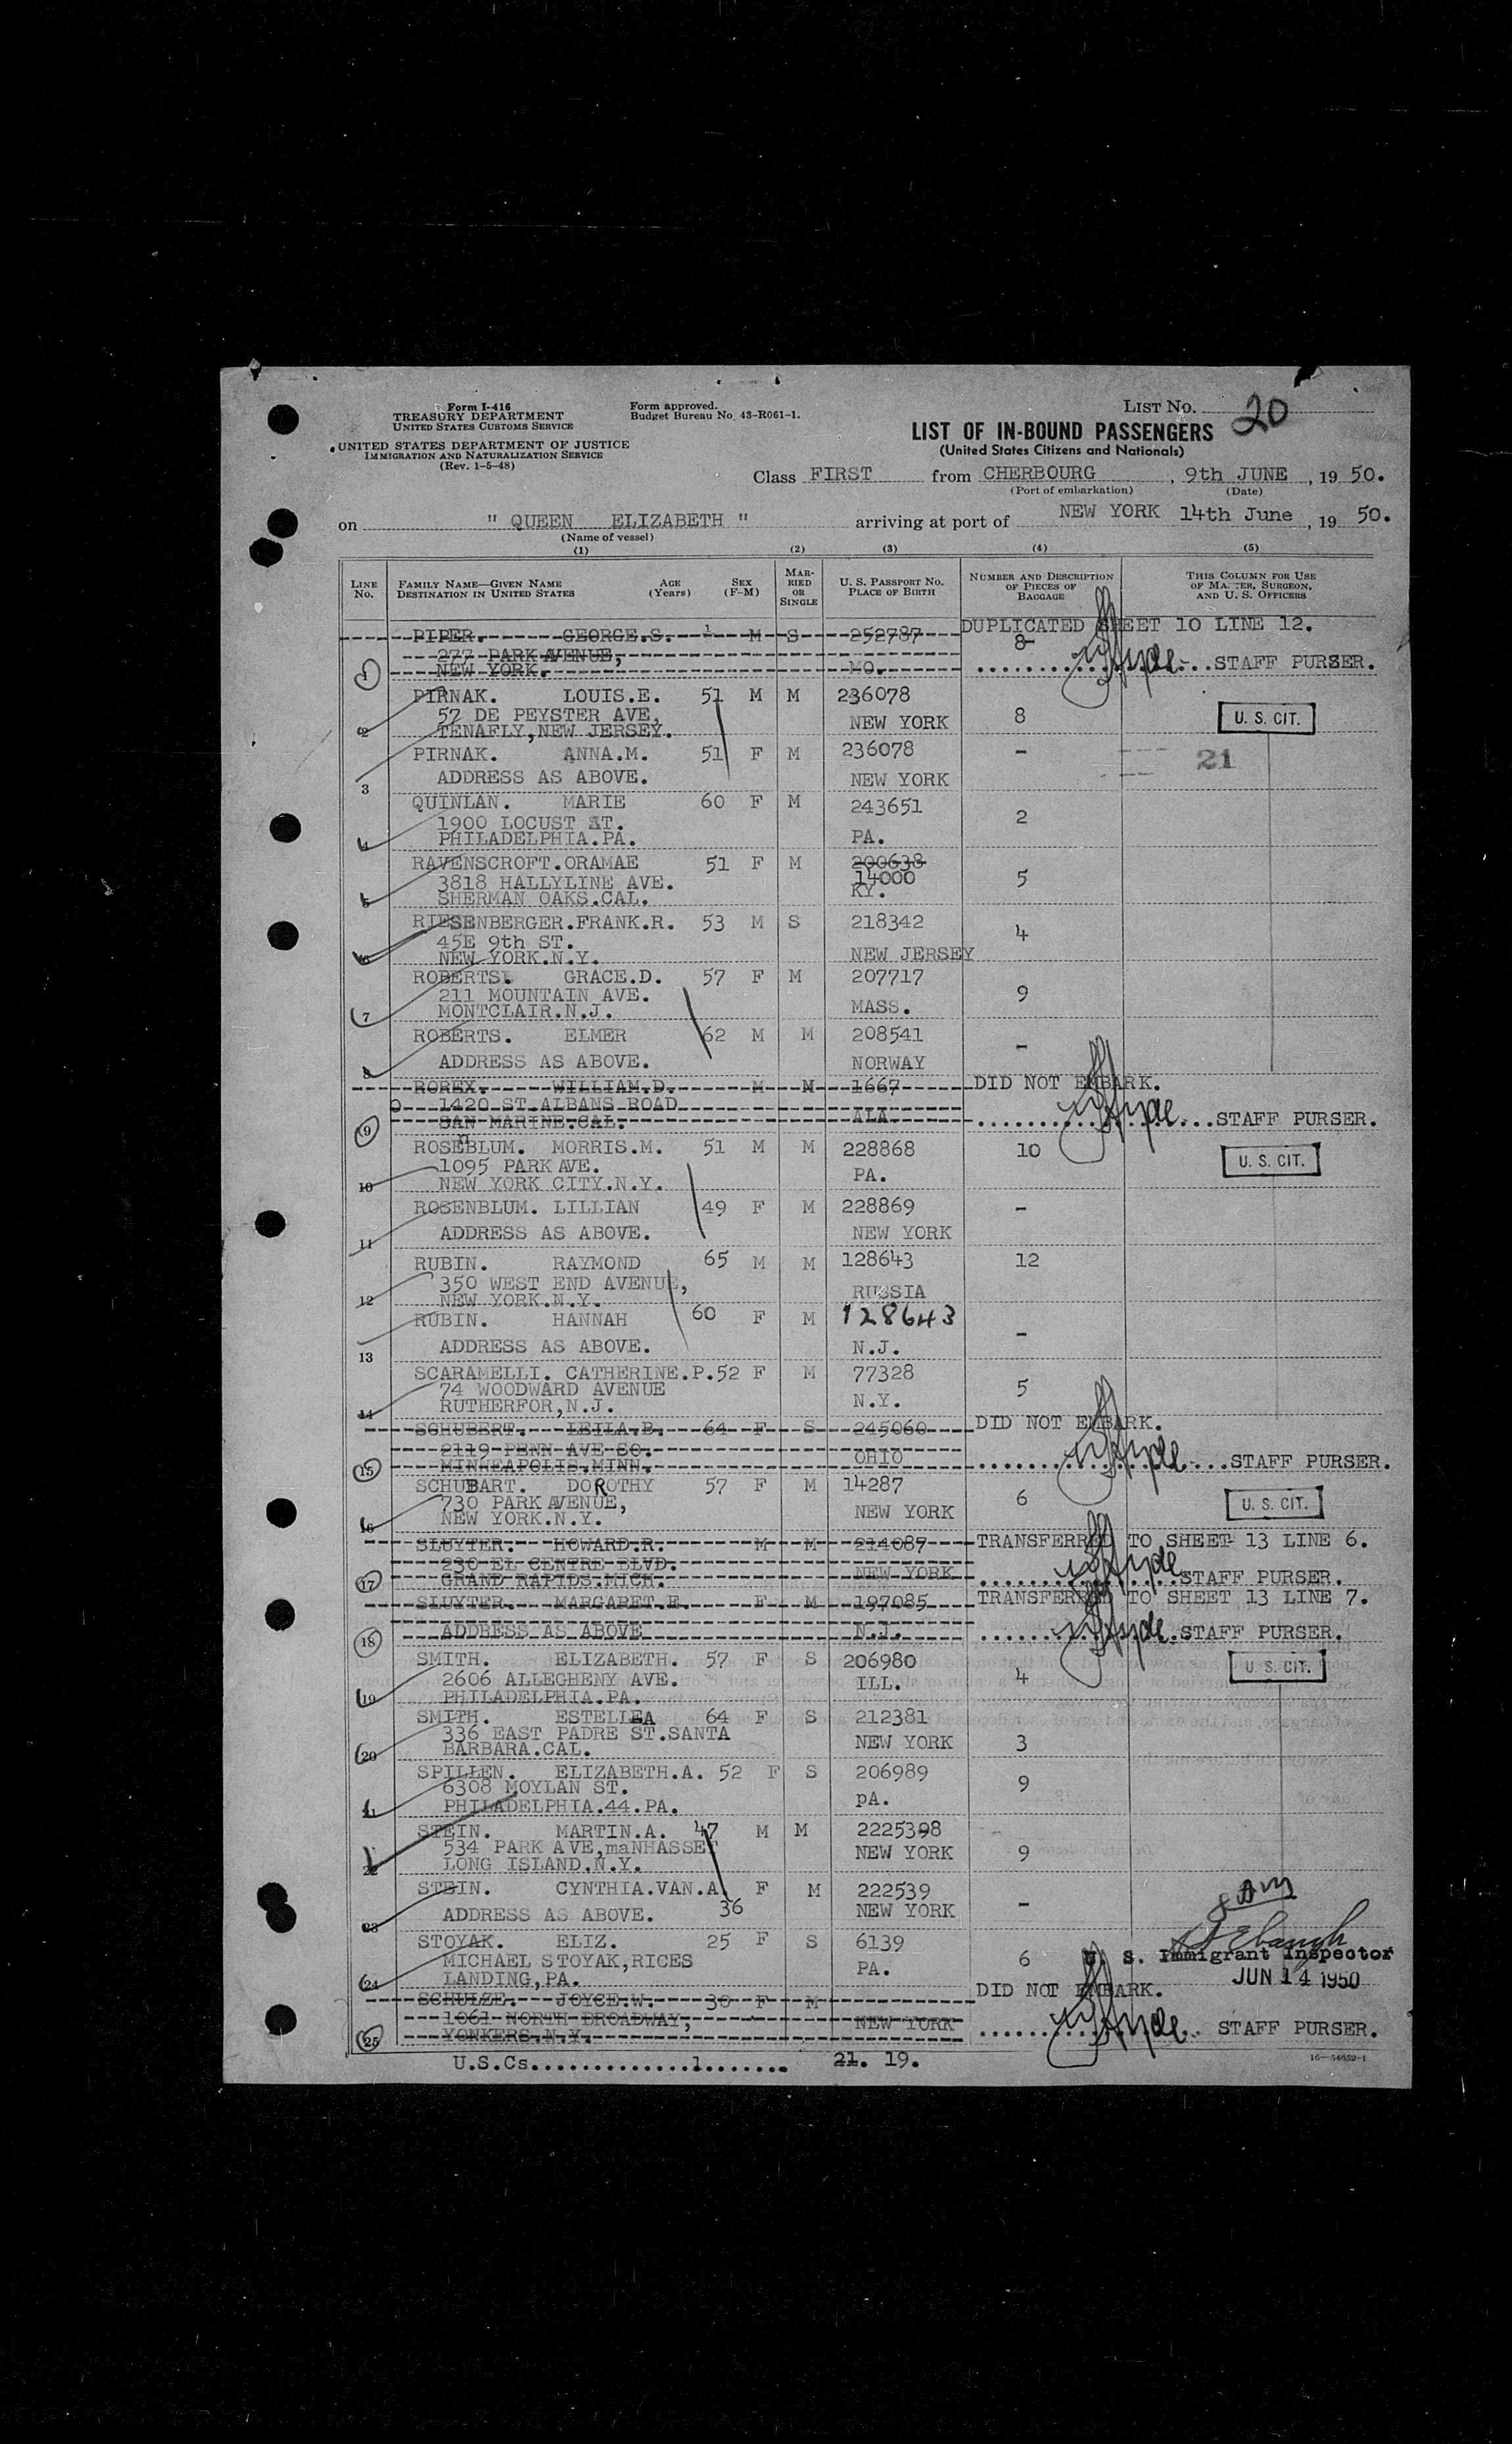 Form I-416
TREASURY DEPARTMENT
UNITED STATES CUSTOMS SERVICE
UNITED STATES DEPARTMENT OF JUSTICE
IMMIGRATION AND NATURALIZATION SERVICE
(Rev. 1-5-48)
Form approved.
Budget Bureau No. 43-R061-1.
LIST NO. 20
LIST OF IN-BOUND PASSENGERS
(United States Citizens and Nationals)
Class FIRST from CHERBOURG, 9th JUNE, 19 50.
(Port of embarkation) (Date)
on " QUEEN ELIZABETH " arriving at port of NEW YORK 14th June, 19 50.
(Name of vessel)
(1) (2) (3) (4) (5)
LINE NO.
FAMILY NAME—GIVEN NAME
DESTINATION IN UNITED STATES
AGE (Years)
SEX (F-M)
MARRIED OR SINGLE
U. S. PASSPORT NO.
PLACE OF BIRTH
NUMBER AND DESCRIPTION OF PIECES OF BAGGAGE
THIS COLUMN FOR USE OF MASTER, SURGEON, AND U. S. OFFICERS
PIPER. GEORGE.S. M S 252787 8 DUPLICATED SHEET 10 LINE 12.
277 PARK AVENUE,
1 NEW YORK. MO. STAFF PURSER.
PIRNAK. LOUIS.E. 51 M M 236078
57 DE PEYSTER AVE, NEW YORK 8 U. S. CIT.
2 TENAFLY,NEW JERSEY.
PIRNAK. ANNA.M. 51 F M 236078 - 21
3 ADDRESS AS ABOVE. NEW YORK
QUINLAN. MARIE 60 F M 243651
1900 LOCUST ST. 2
4 PHILADELPHIA.PA. PA.
RAVENSCROFT.ORAMAE 51 F M 200638
3818 HALLYLINE AVE. 14000 5
5 SHERMAN OAKS.CAL. KY.
RIESENBERGER.FRANK.R. 53 M S 218342
45E 9th ST. 4
6 NEW YORK.N.Y. NEW JERSEY
ROBERTS. GRACE.D. 57 F M 207717
211 MOUNTAIN AVE. 9
7 MONTCLAIR.N.J. MASS.
ROBERTS. ELMER 62 M M 208541 -
8 ADDRESS AS ABOVE. NORWAY
ROREX. WILLIAM.D. M M 1667 DID NOT EMBARK.
1420 ST.ALBANS ROAD
9 SAN MARINE.CAL. ALA. STAFF PURSER.
ROSENBLUM. MORRIS.M. 51 M M 228868 10
1095 PARK AVE. PA. U. S. CIT.
10 NEW YORK CITY.N.Y.
ROSENBLUM. LILLIAN 49 F M 228869 -
11 ADDRESS AS ABOVE. NEW YORK
RUBIN. RAYMOND 65 M M 128643 12
350 WEST END AVENUE,
12 NEW YORK.N.Y. RUSSIA
RUBIN. HANNAH 60 F M 128643 -
13 ADDRESS AS ABOVE. N.J.
SCARAMELLI. CATHERINE.P. 52 F M 77328
74 WOODWARD AVENUE 5
14 RUTHERFOR,N.J. N.Y.
SCHUBERT. LEILA.B. 64 F S 245060 DID NOT EMBARK.
2119 PENN AVE SO.
15 MINNEAPOLIS.MINN. OHIO STAFF PURSER.
SCHUBART. DOROTHY 57 F M 14287
730 PARK AVENUE, 6 U. S. CIT.
16 NEW YORK.N.Y. NEW YORK
SLUYTER. HOWARD.R. M M 214087 TRANSFERRED TO SHEET 13 LINE 6.
230 EL CENTRE BLVD.
17 GRAND RAPIDS.MICH. NEW YORK STAFF PURSER.
SLUYTER. MARGARET.E. F M 197085 TRANSFERRED TO SHEET 13 LINE 7.
18 ADDRESS AS ABOVE N.J. STAFF PURSER.
SMITH. ELIZABETH. 57 F S 206980 U. S. CIT.
2606 ALLEGHENY AVE. ILL. 4
19 PHILADELPHIA.PA.
SMITH. ESTELLEA 64 F S 212381
336 EAST PADRE ST.SANTA
20 BARBARA.CAL. NEW YORK 3
SPILLEN. ELIZABETH.A. 52 F S 206989
6308 MOYLAN ST. 9
21 PHILADELPHIA.44.PA. pA.
STEIN. MARTIN.A. 47 M M 2225398
534 PARK AVE,maNHASSET NEW YORK 9
22 LONG ISLAND.N.Y.
STEIN. CYNTHIA.VAN.A. 36 F M 222539 -
23 ADDRESS AS ABOVE. NEW YORK
STOYAK. ELIZ. 25 F S 6139
MICHAEL STOYAK,RICES PA. 6 U. S. Immigrant Inspector
24 LANDING,PA. JUN 14 1950
SCHULZE. JOYCE.W. 30 F M DID NOT EMBARK.
1061 NORTH BROADWAY,
25 YONKERS.N.Y. NEW YORK STAFF PURSER.
U.S.Cs..............1....... 21. 19.
16—54652-1